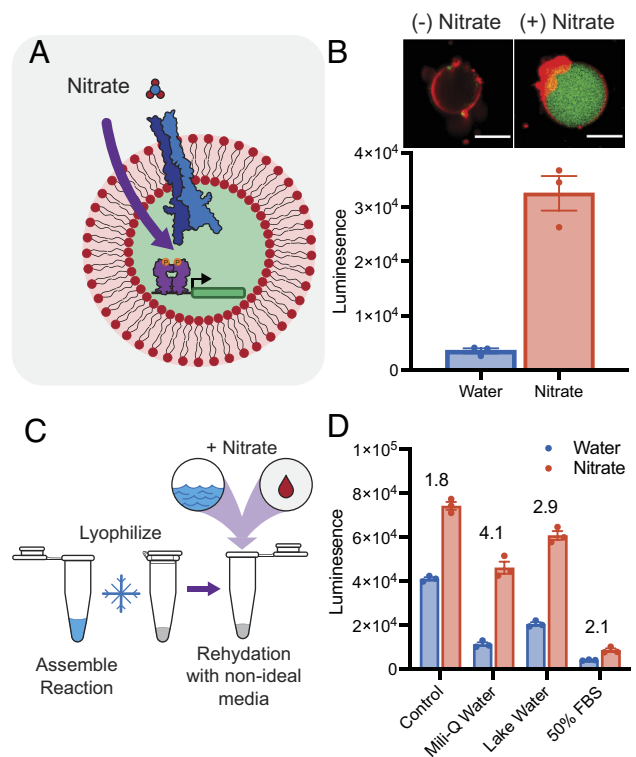 A
Nitrate
P P
B
(-) Nitrate (+) Nitrate
Luminesence
4×10⁴
3×10⁴
2×10⁴
1×10⁴
0
Water Nitrate
C
+ Nitrate
Lyophilize
Assemble
Reaction
Rehydation
with non-ideal
media
D
Luminesence
1×10⁵
8×10⁴
6×10⁴
4×10⁴
2×10⁴
0
Water
Nitrate
1.8
4.1
2.9
2.1
Control
Mili-Q Water
Lake Water
50% FBS